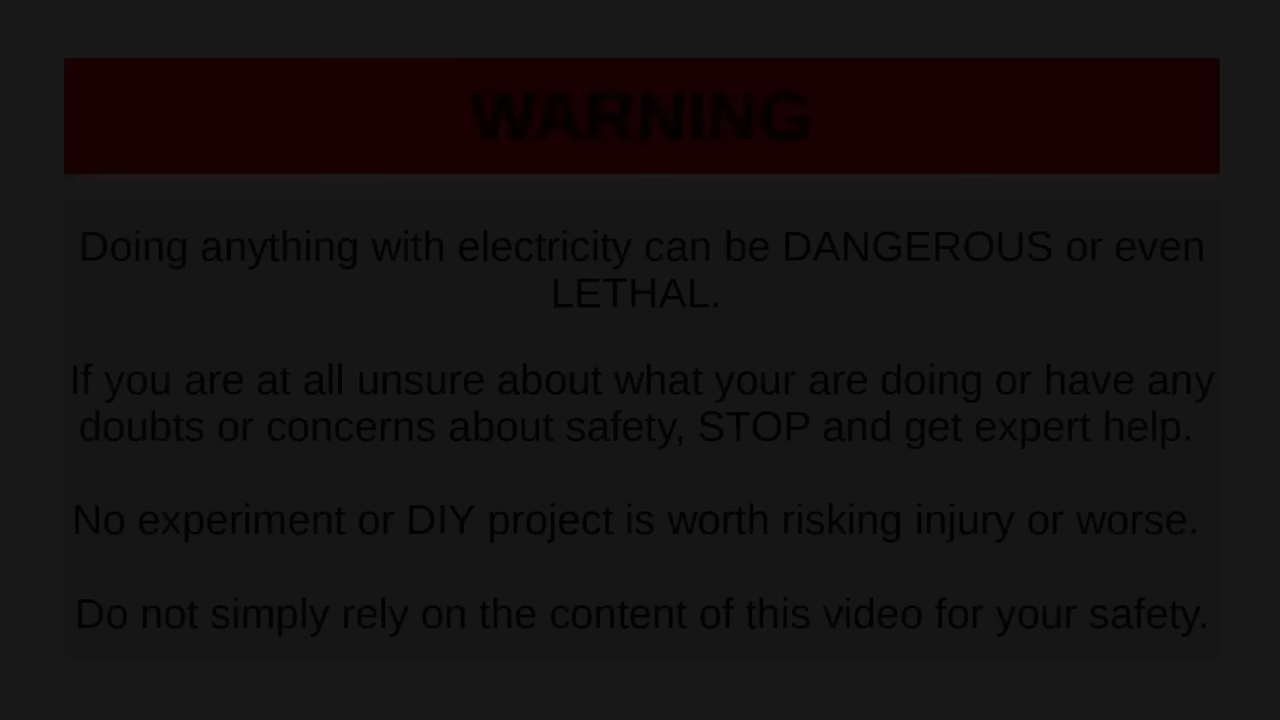 WARNING
Doing anything with electricity can be DANGEROUS or even
LETHAL.
If you are at all unsure about what your are doing or have any
doubts or concerns about safety, STOP and get expert help.
No experiment or DIY project is worth risking injury or worse.
Do not simply rely on the content of this video for your safety.